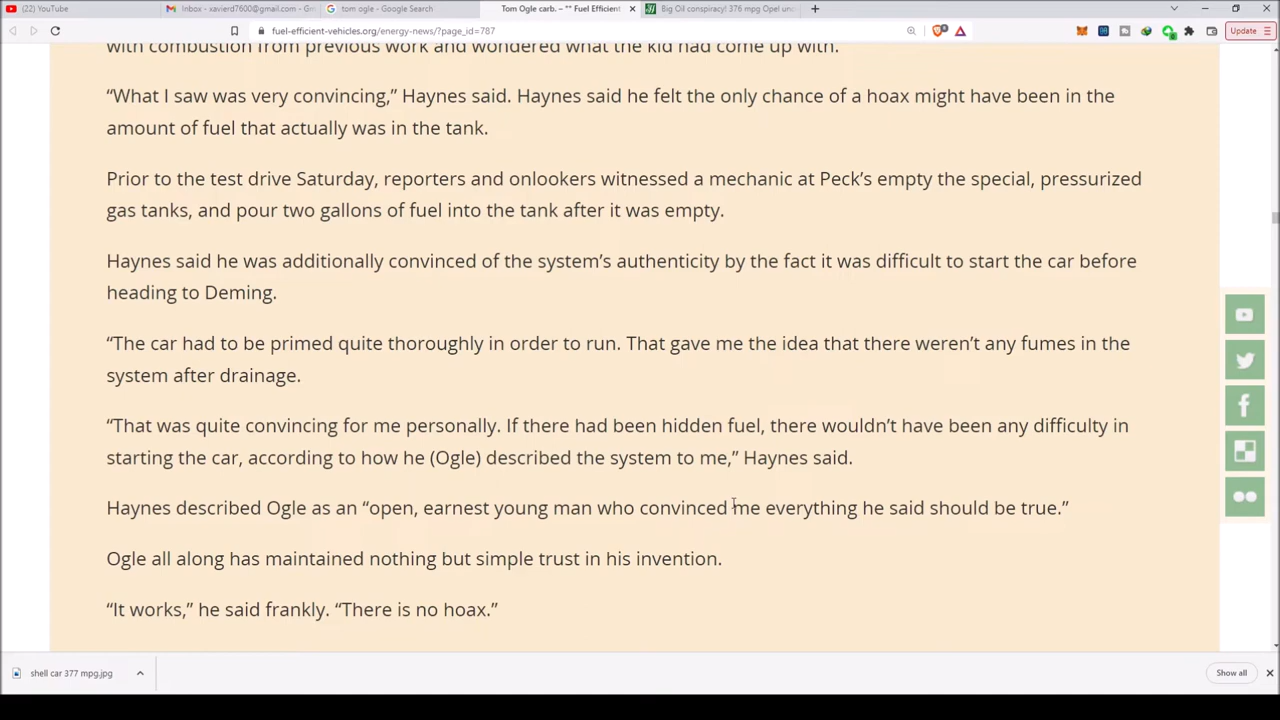 (22) YouTube
Inbox - xavierd7600@gmail.com - Gm
tom ogle - Google Search
Tom Ogle carb. – ** Fuel Efficient
Big Oil conspiracy! 376 mpg Opel und
fuel-efficient-vehicles.org/energy-news/?page_id=787
Update
with combustion from previous work and wondered what the kid had come up with.
“What I saw was very convincing,” Haynes said. Haynes said he felt the only chance of a hoax might have been in the
amount of fuel that actually was in the tank.
Prior to the test drive Saturday, reporters and onlookers witnessed a mechanic at Peck’s empty the special, pressurized
gas tanks, and pour two gallons of fuel into the tank after it was empty.
Haynes said he was additionally convinced of the system’s authenticity by the fact it was difficult to start the car before
heading to Deming.
“The car had to be primed quite thoroughly in order to run. That gave me the idea that there weren’t any fumes in the
system after drainage.
“That was quite convincing for me personally. If there had been hidden fuel, there wouldn’t have been any difficulty in
starting the car, according to how he (Ogle) described the system to me,” Haynes said.
Haynes described Ogle as an “open, earnest young man who convinced me everything he said should be true.”
Ogle all along has maintained nothing but simple trust in his invention.
“It works,” he said frankly. “There is no hoax.”
shell car 377 mpg.jpg
Show all